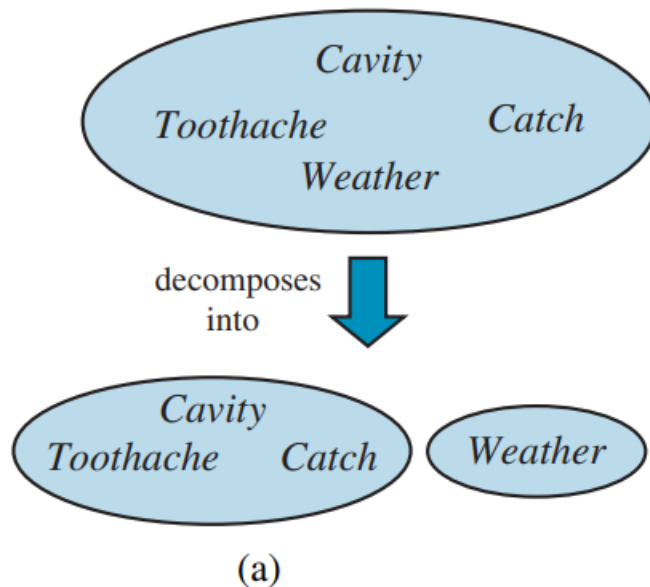 Cavity
Toothache Catch
Weather
decomposes
into
Cavity
Toothache Catch Weather
(a)